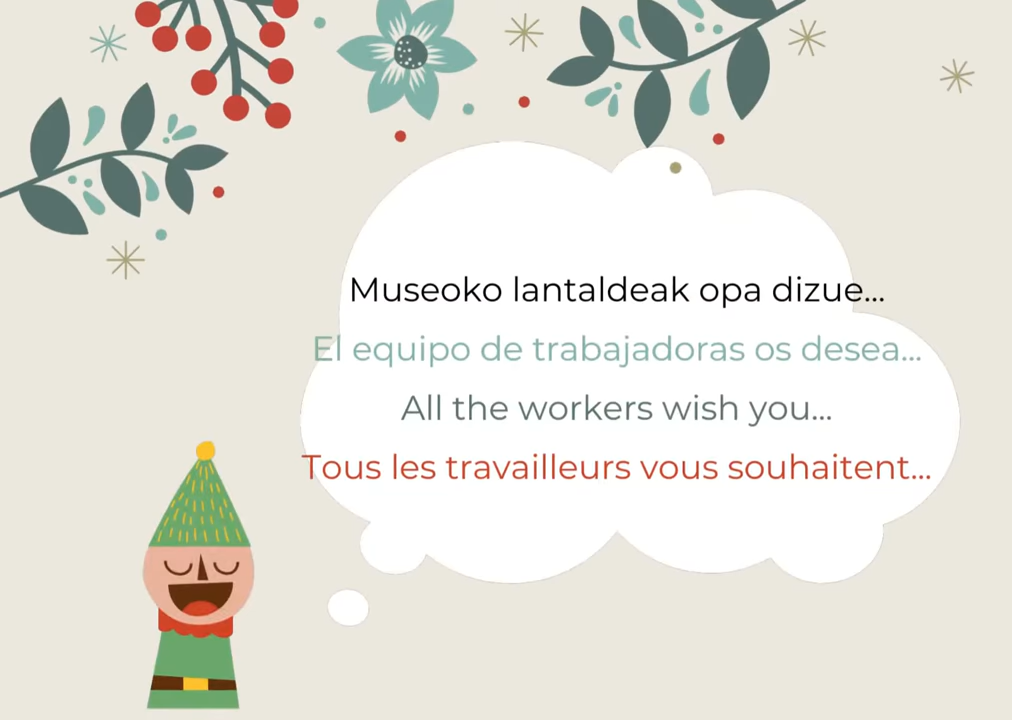 Museoko lantaldeak opa dizue...
El equipo de trabajadoras os desea...
All the workers wish you...
Tous les travailleurs vous souhaitent...